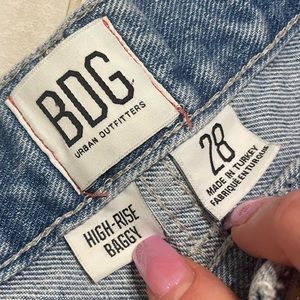 BDG
URBAN OUTFITTERS
28
MADE IN TURKEY
FABRIQUÉ EN TURQUIE
HIGH-RISE
BAGGY